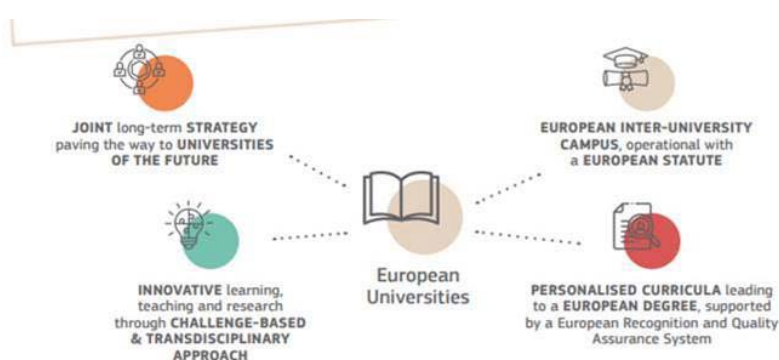 JOINT long-term STRATEGY
paving the way to UNIVERSITIES
OF THE FUTURE
EUROPEAN INTER-UNIVERSITY
CAMPUS, operational with
a EUROPEAN STATUTE
European
Universities
INNOVATIVE learning,
teaching and research
through CHALLENGE-BASED
& TRANSDISCIPLINARY
APPROACH
PERSONALISED CURRICULA leading
to a EUROPEAN DEGREE, supported
by a European Recognition and Quality
Assurance System